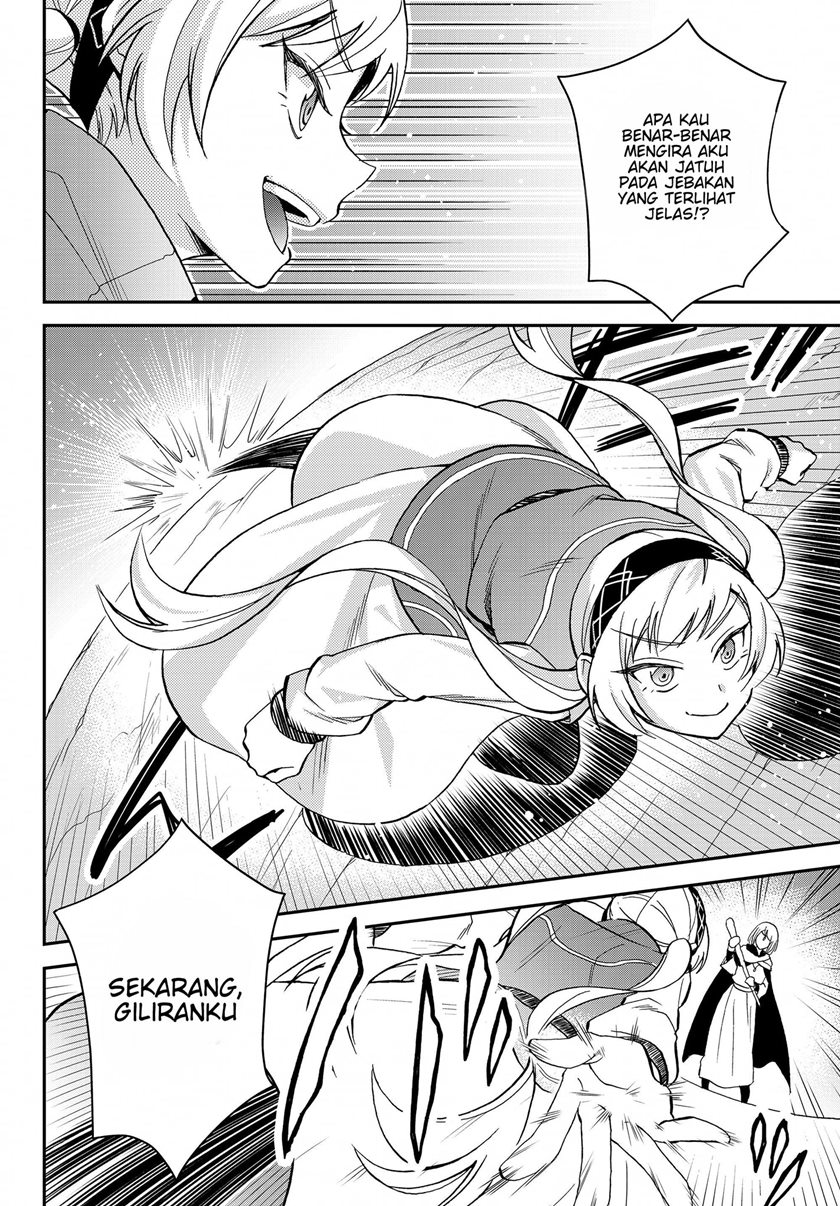 APA KAU
BENAR-BENAR
MENGIRA AKU
AKAN JATUH
PADA JEBAKAN
YANG TERLIHAT
JELAS!?
SEKARANG,
GILIRANKU